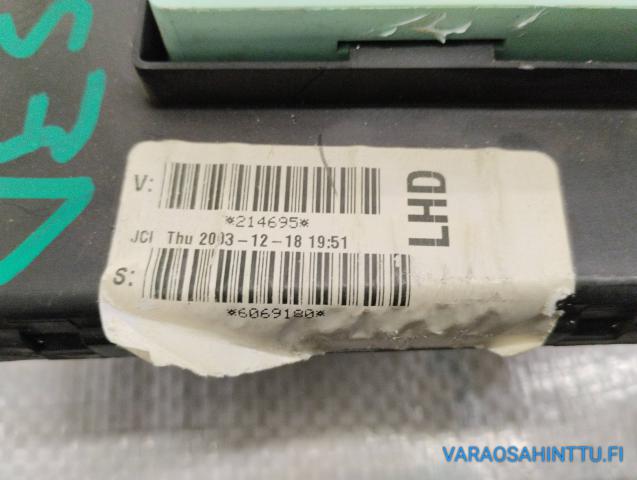 V:
*214695*
JCI Thu 2003-12-18 19:51
LHD
S:
*6069180*
VARAOSAHINTTU.FI